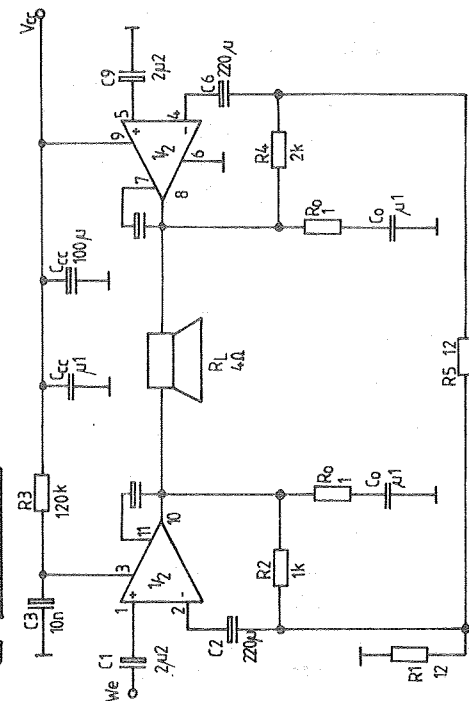 Vcc
C9
2µ2
5
+
9
½
4
-
6
7
8
C6
220µ
R4
2k
Ro
1
Co
µ1
Ccc
100µ
Ccc
µ1
RL
4Ω
R5 12
R3
120k
C3
10n
3
11
10
½
1
+
2
-
C1
2µ2
We
C2
220µ
R2
1k
Ro
1
Co
µ1
R1
12